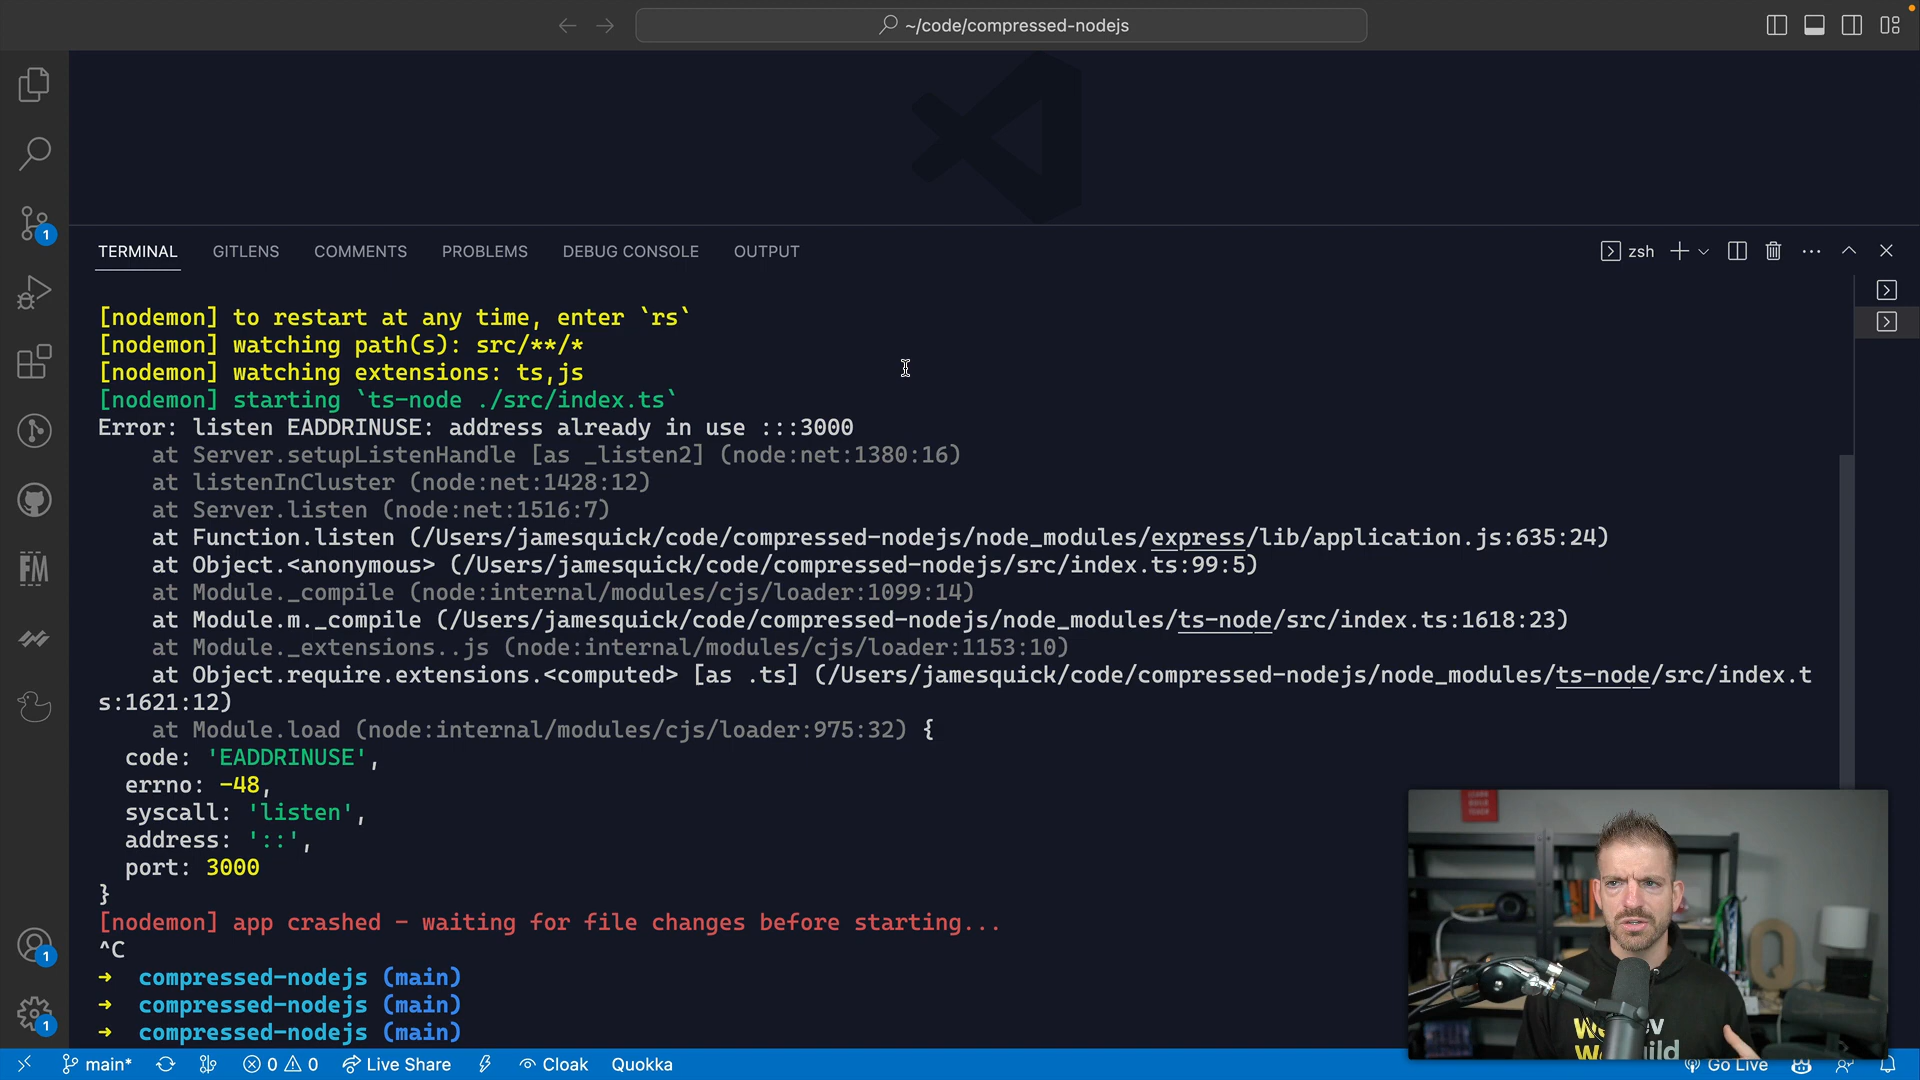 ~/code/compressed-nodejs
TERMINAL GITLENS COMMENTS PROBLEMS DEBUG CONSOLE OUTPUT
zsh
[nodemon] to restart at any time, enter `rs`
[nodemon] watching path(s): src/**/*
[nodemon] watching extensions: ts,js
[nodemon] starting `ts-node ./src/index.ts`
Error: listen EADDRINUSE: address already in use :::3000
at Server.setupListenHandle [as _listen2] (node:net:1380:16)
at listenInCluster (node:net:1428:12)
at Server.listen (node:net:1516:7)
at Function.listen (/Users/jamesquick/code/compressed-nodejs/node_modules/express/lib/application.js:635:24)
at Object.<anonymous> (/Users/jamesquick/code/compressed-nodejs/src/index.ts:99:5)
at Module._compile (node:internal/modules/cjs/loader:1099:14)
at Module.m._compile (/Users/jamesquick/code/compressed-nodejs/node_modules/ts-node/src/index.ts:1618:23)
at Module._extensions..js (node:internal/modules/cjs/loader:1153:10)
at Object.require.extensions.<computed> [as .ts] (/Users/jamesquick/code/compressed-nodejs/node_modules/ts-node/src/index.t
s:1621:12)
at Module.load (node:internal/modules/cjs/loader:975:32) {
code: 'EADDRINUSE',
errno: -48,
syscall: 'listen',
address: '::',
port: 3000
}
[nodemon] app crashed - waiting for file changes before starting...
^C
➜ compressed-nodejs (main)
➜ compressed-nodejs (main)
➜ compressed-nodejs (main)
1
FM
1
1
main* 0 0 Live Share Cloak Quokka Go Live